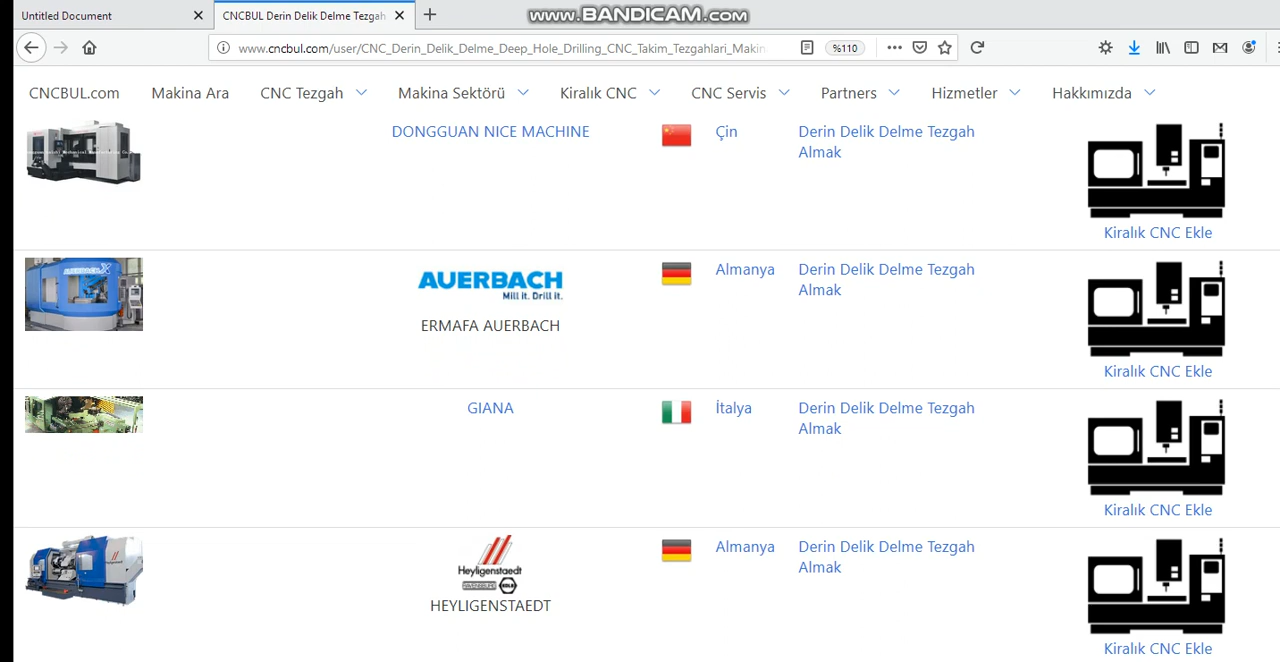 www.BANDICAM.com
Untitled Document
CNCBUL Derin Delik Delme Tezgah
www.cncbul.com/user/CNC_Derin_Delik_Delme_Deep_Hole_Drilling_CNC_Takim_Tezgahlari_Makin
%110
CNCBUL.com Makina Ara CNC Tezgah Makina Sektörü Kiralık CNC CNC Servis Partners Hizmetler Hakkımızda
DONGGUAN NICE MACHINE
Çin
Derin Delik Delme Tezgah
Almak
Kiralık CNC Ekle
AUERBACH X
AUERBACH
Mill it. Drill it.
ERMAFA AUERBACH
Almanya
Derin Delik Delme Tezgah
Almak
Kiralık CNC Ekle
GIANA
İtalya
Derin Delik Delme Tezgah
Almak
Kiralık CNC Ekle
Heyligenstaedt
RAVENSBURG KOLB
HEYLIGENSTAEDT
Almanya
Derin Delik Delme Tezgah
Almak
Kiralık CNC Ekle